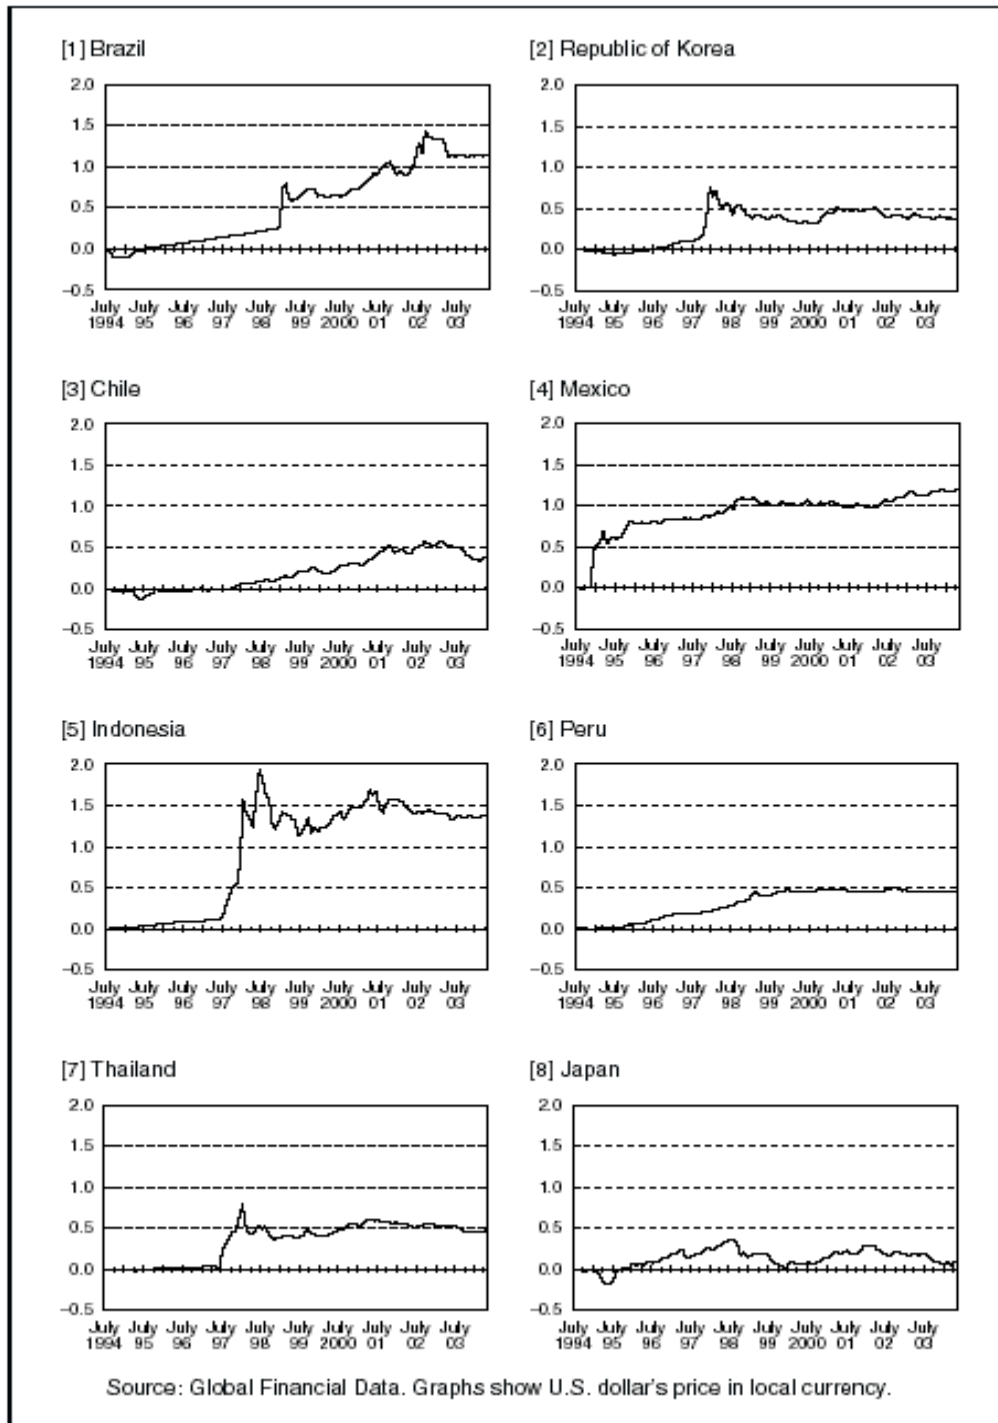 [1] Brazil
2.0
1.5
1.0
0.5
0.0
−0.5
July July July July July July July July July July
1994 95 96 97 98 99 2000 01 02 03
[2] Republic of Korea
2.0
1.5
1.0
0.5
0.0
−0.5
July July July July July July July July July July
1994 95 96 97 98 99 2000 01 02 03
[3] Chile
2.0
1.5
1.0
0.5
0.0
−0.5
July July July July July July July July July July
1994 95 96 97 98 99 2000 01 02 03
[4] Mexico
2.0
1.5
1.0
0.5
0.0
−0.5
July July July July July July July July July July
1994 95 96 97 98 99 2000 01 02 03
[5] Indonesia
2.0
1.5
1.0
0.5
0.0
−0.5
July July July July July July July July July July
1994 95 96 97 98 99 2000 01 02 03
[6] Peru
2.0
1.5
1.0
0.5
0.0
−0.5
July July July July July July July July July July
1994 95 96 97 98 99 2000 01 02 03
[7] Thailand
2.0
1.5
1.0
0.5
0.0
−0.5
July July July July July July July July July July
1994 95 96 97 98 99 2000 01 02 03
[8] Japan
2.0
1.5
1.0
0.5
0.0
−0.5
July July July July July July July July July July
1994 95 96 97 98 99 2000 01 02 03
Source: Global Financial Data. Graphs show U.S. dollar's price in local currency.